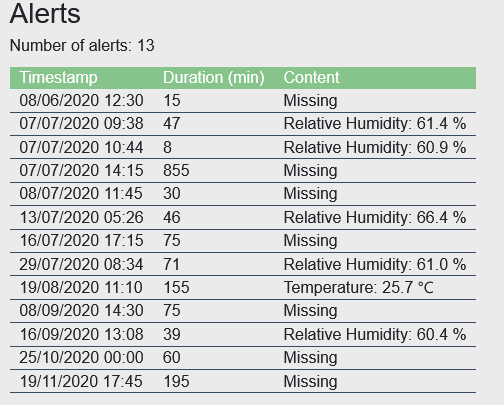 Alerts
Number of alerts: 13
Timestamp Duration (min) Content
08/06/2020 12:30 15 Missing
07/07/2020 09:38 47 Relative Humidity: 61.4 %
07/07/2020 10:44 8 Relative Humidity: 60.9 %
07/07/2020 14:15 855 Missing
08/07/2020 11:45 30 Missing
13/07/2020 05:26 46 Relative Humidity: 66.4 %
16/07/2020 17:15 75 Missing
29/07/2020 08:34 71 Relative Humidity: 61.0 %
19/08/2020 11:10 155 Temperature: 25.7 °C
08/09/2020 14:30 75 Missing
16/09/2020 13:08 39 Relative Humidity: 60.4 %
25/10/2020 00:00 60 Missing
19/11/2020 17:45 195 Missing